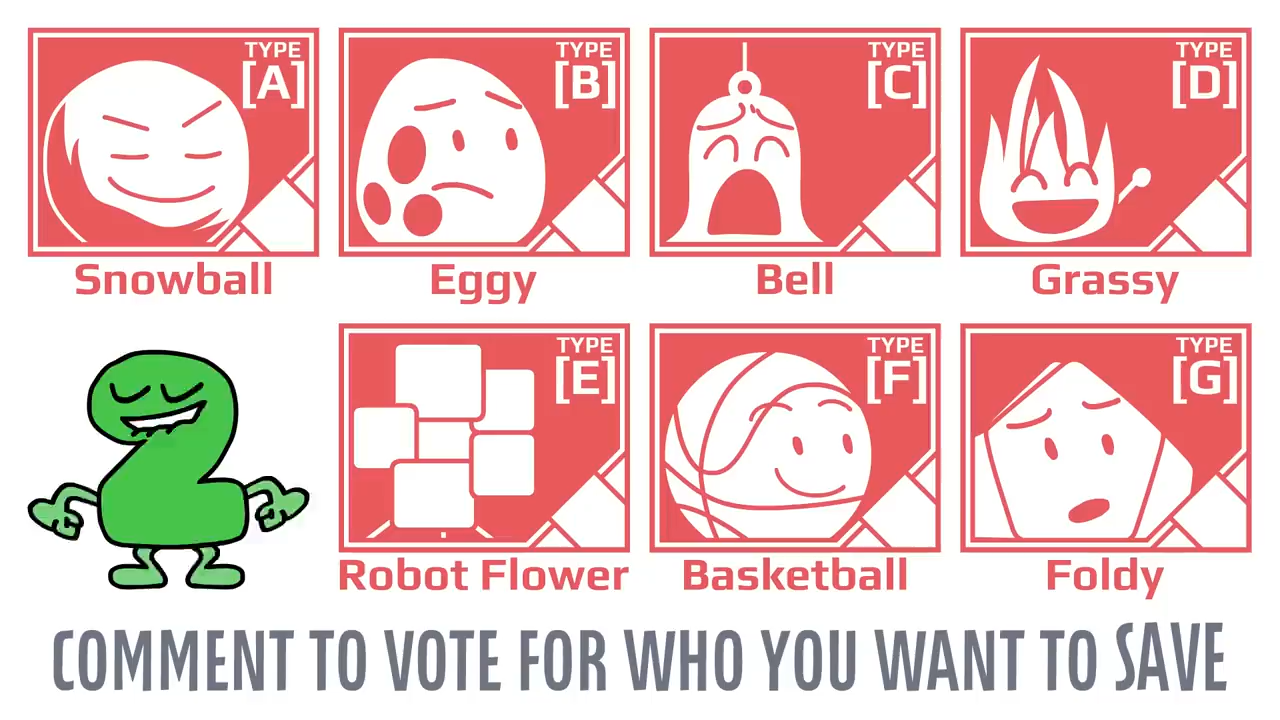 TYPE
[A]
TYPE
[B]
TYPE
[C]
TYPE
[D]
Snowball
Eggy
Bell
Grassy
TYPE
[E]
TYPE
[F]
TYPE
[G]
Robot Flower
Basketball
Foldy
COMMENT TO VOTE FOR WHO YOU WANT TO SAVE